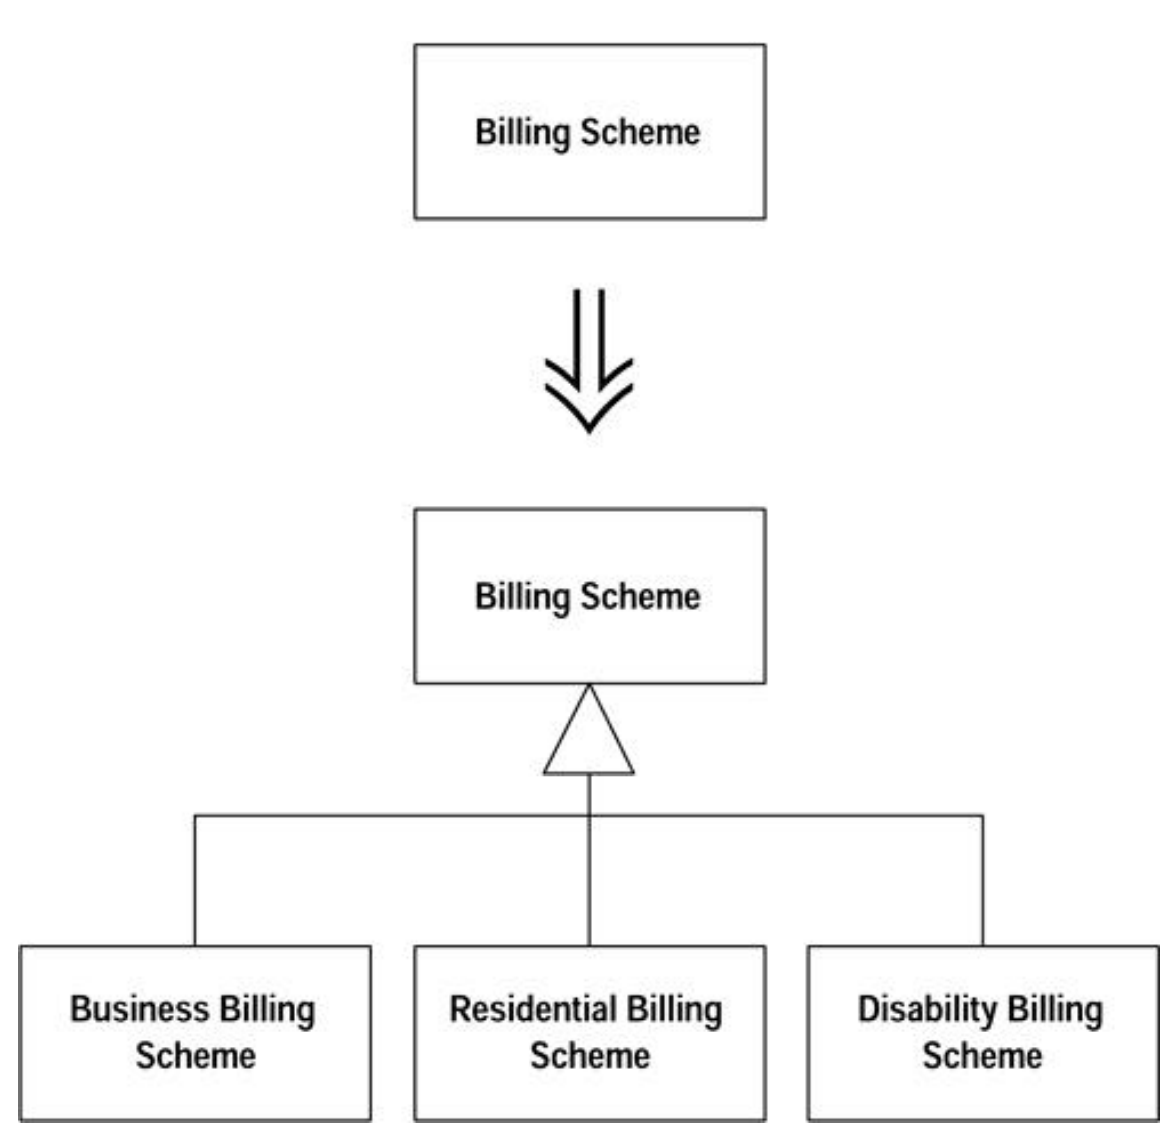 Billing Scheme
Billing Scheme
Business Billing
Scheme
Residential Billing
Scheme
Disability Billing
Scheme